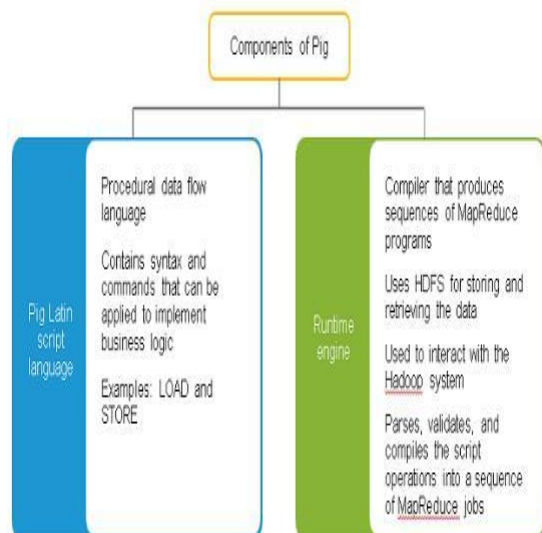 Components of Pig
Pig Latin
script
language
Procedural data flow
language
Contains syntax and
commands that can be
applied to implement
business logic
Examples: LOAD and
STORE
Runtime
engine
Compiler that produces
sequences of MapReduce
programs
Uses HDFS for storing and
retrieving the data
Used to interact with the
Hadoop system
Parses, validates, and
compiles the script
operations into a sequence
of MapReduce jobs